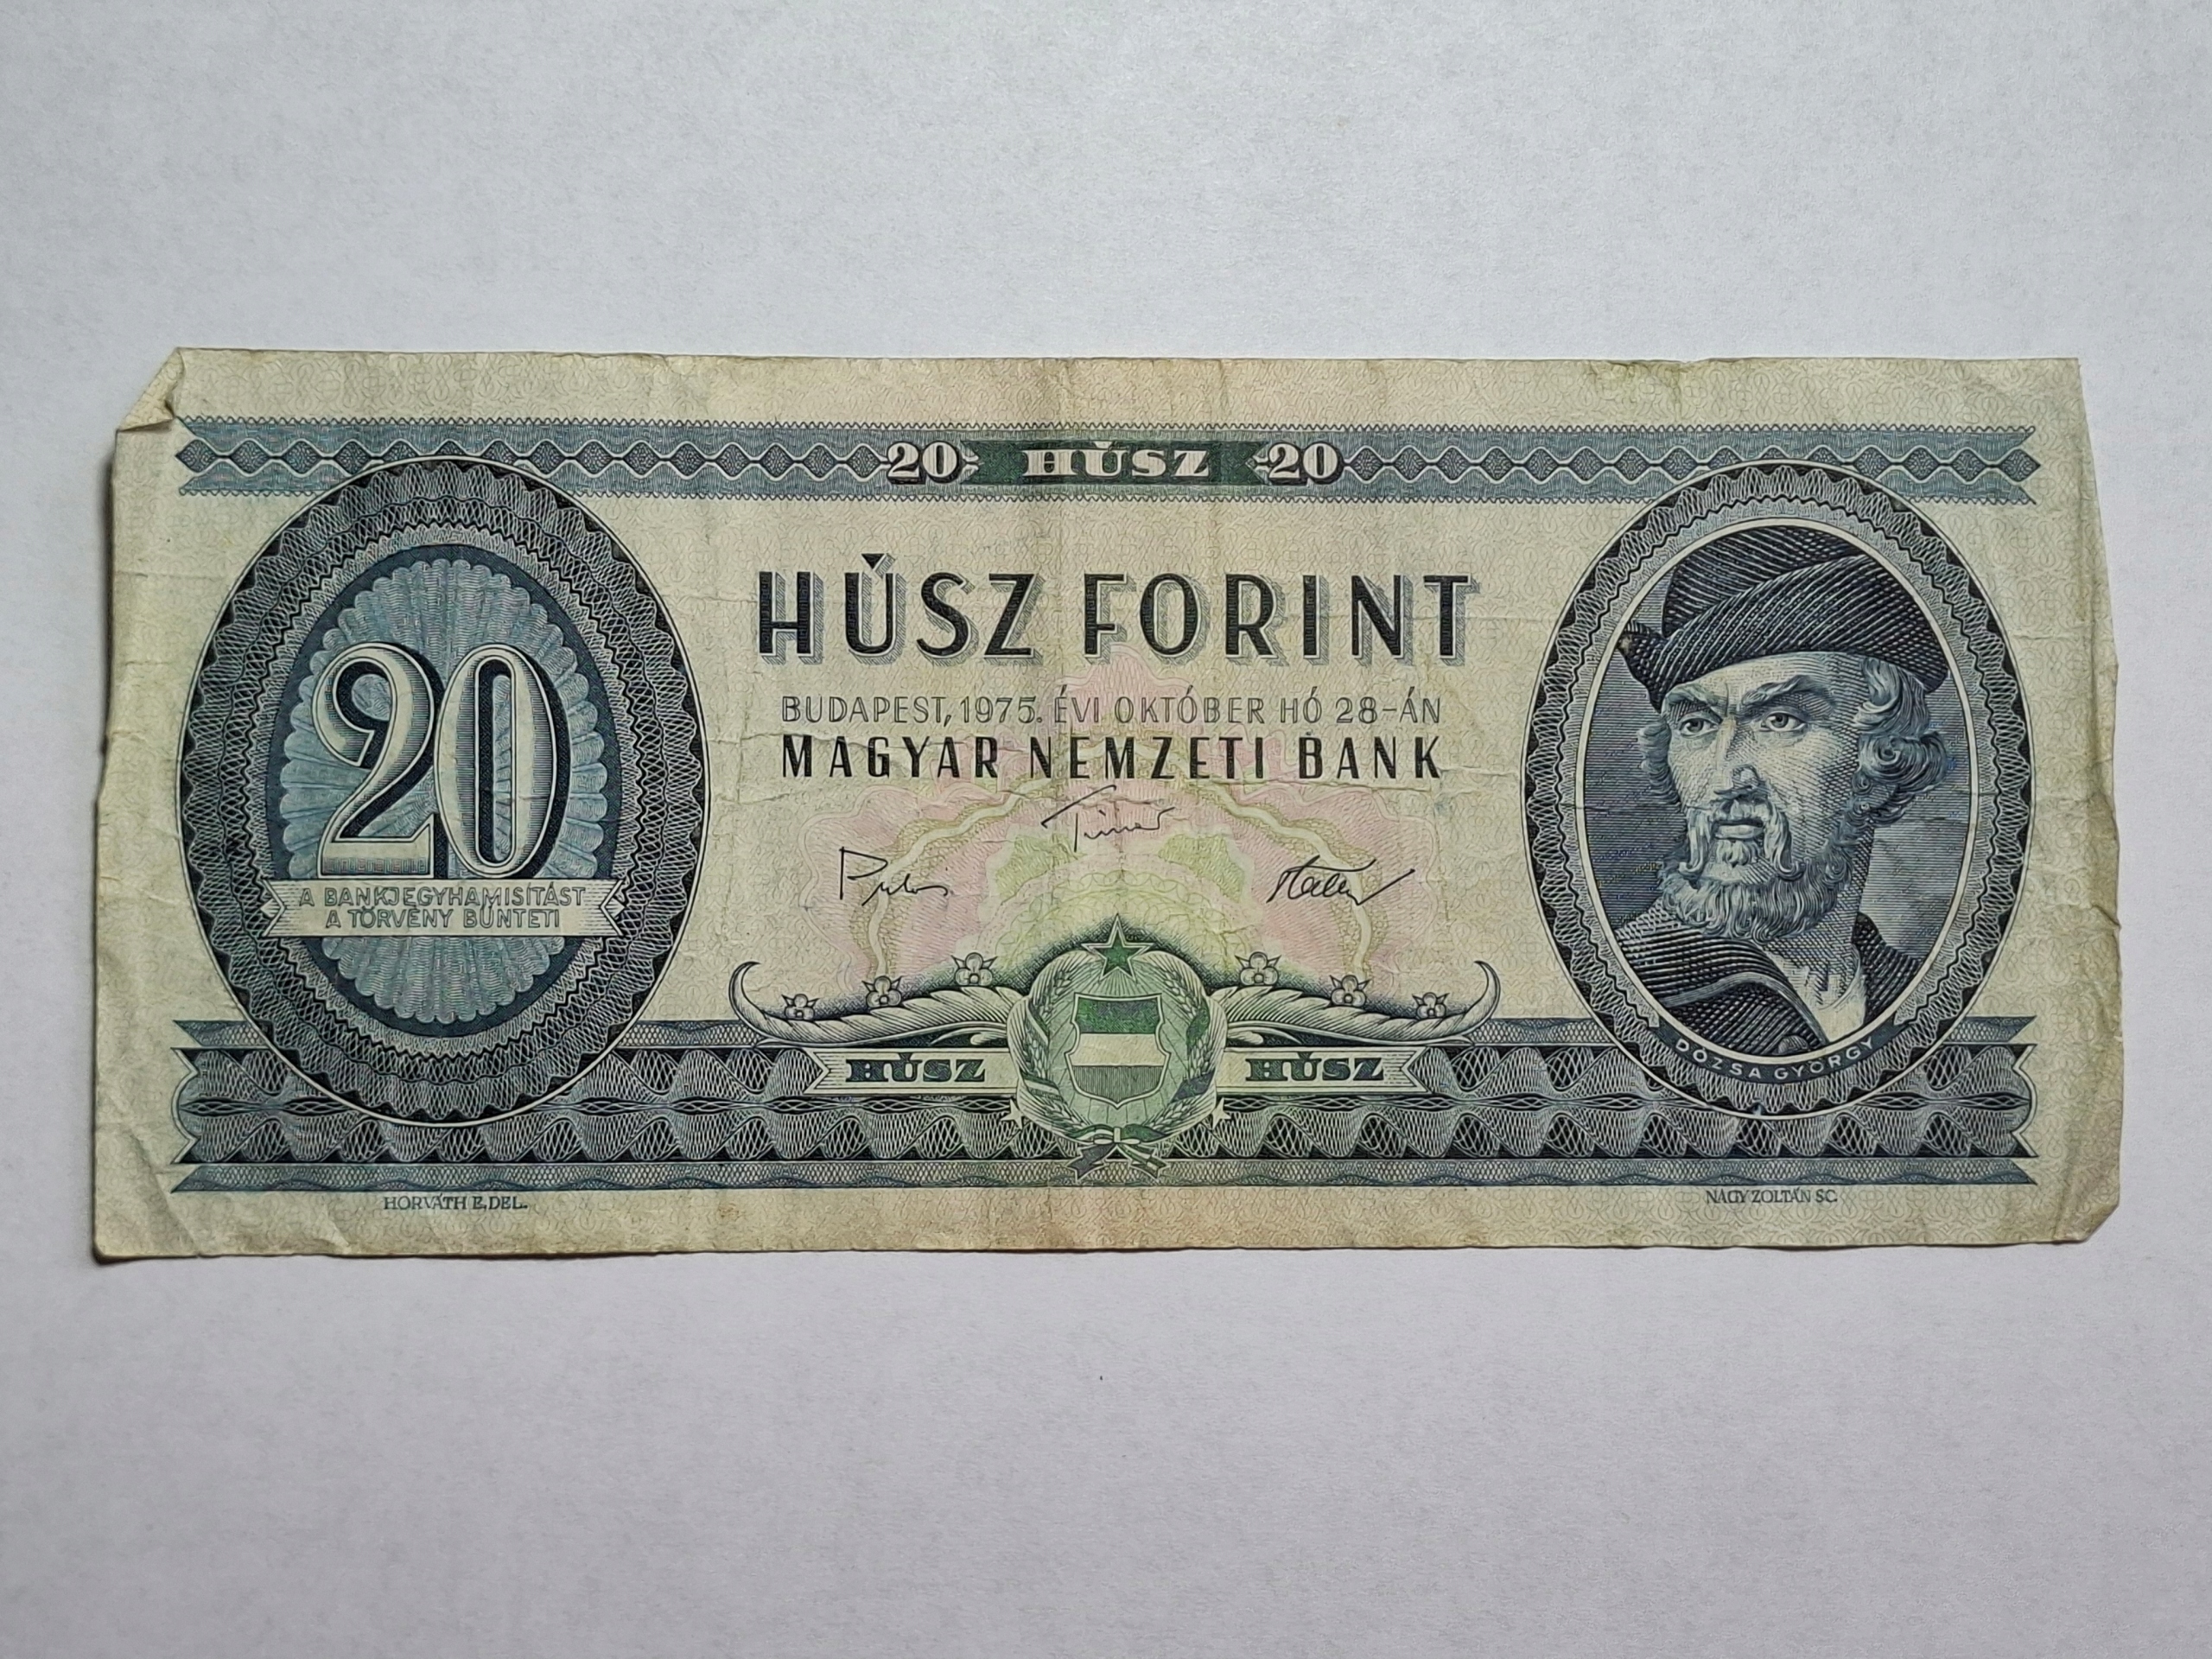 20 HÚSZ 20
HÚSZ FORINT
BUDAPEST, 1975. ÉVI OKTÓBER HÓ 28-ÁN
MAGYAR NEMZETI BANK
20
A BANKJEGYHAMISÍTÁST
A TÖRVÉNY BÜNTETI
HÚSZ HÚSZ
DÓZSA GYÖRGY
HORVÁTH E, DEL.
NAGY ZOLTÁN SC.